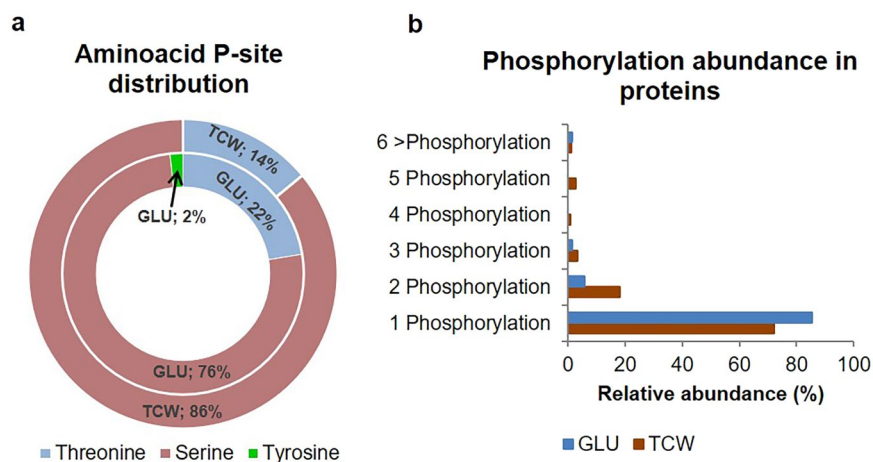 a
Aminoacid P-site
distribution
TCW; 14%
GLU; 22%
GLU; 2%
GLU; 76%
TCW; 86%
Threonine Serine Tyrosine
b
Phosphorylation abundance in
proteins
6 >Phosphorylation
5 Phosphorylation
4 Phosphorylation
3 Phosphorylation
2 Phosphorylation
1 Phosphorylation
0 20 40 60 80 100
Relative abundance (%)
GLU TCW